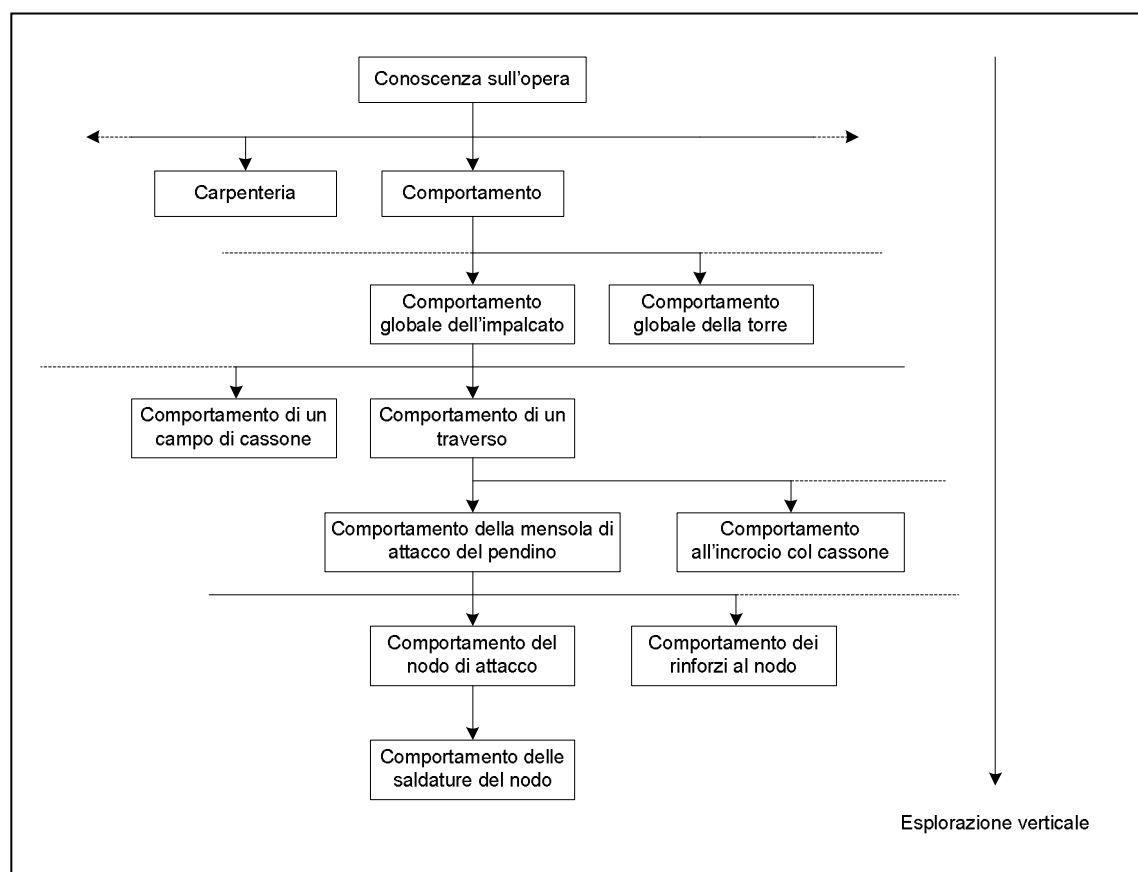 Conoscenza sull'opera
Carpenteria
Comportamento
Comportamento
globale dell'impalcato
Comportamento
globale della torre
Comportamento di un
campo di cassone
Comportamento di un
traverso
Comportamento della mensola di
attacco del pendino
Comportamento
all'incrocio col cassone
Comportamento del
nodo di attacco
Comportamento dei
rinforzi al nodo
Comportamento delle
saldature del nodo
Esplorazione verticale